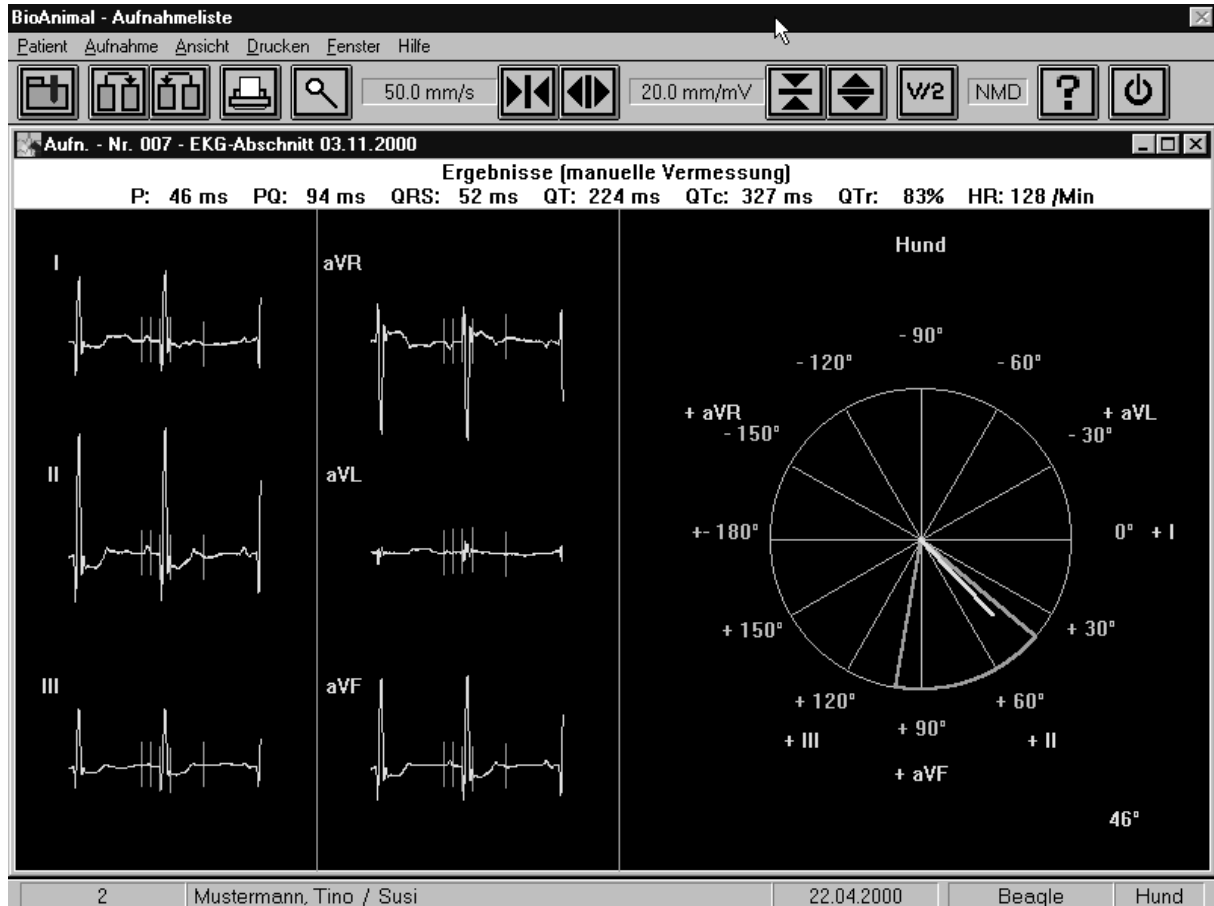 BioAnimal - Aufnahmeliste
Patient Aufnahme Ansicht Drucken Fenster Hilfe
50.0 mm/s 20.0 mm/mV V/2 NMD ?
Aufn. - Nr. 007 - EKG-Abschnitt 03.11.2000
Ergebnisse (manuelle Vermessung)
P: 46 ms PQ: 94 ms QRS: 52 ms QT: 224 ms QTc: 327 ms QTr: 83% HR: 128 /Min
I
aVR
II
aVL
III
aVF
Hund
- 90°
- 120°
- 60°
+ aVR
- 150°
+ aVL
- 30°
+- 180°
0° + I
+ 150°
+ 30°
+ 120°
+ 60°
+ III
+ 90°
+ II
+ aVF
46°
2 Mustermann, Tino / Susi 22.04.2000 Beagle Hund